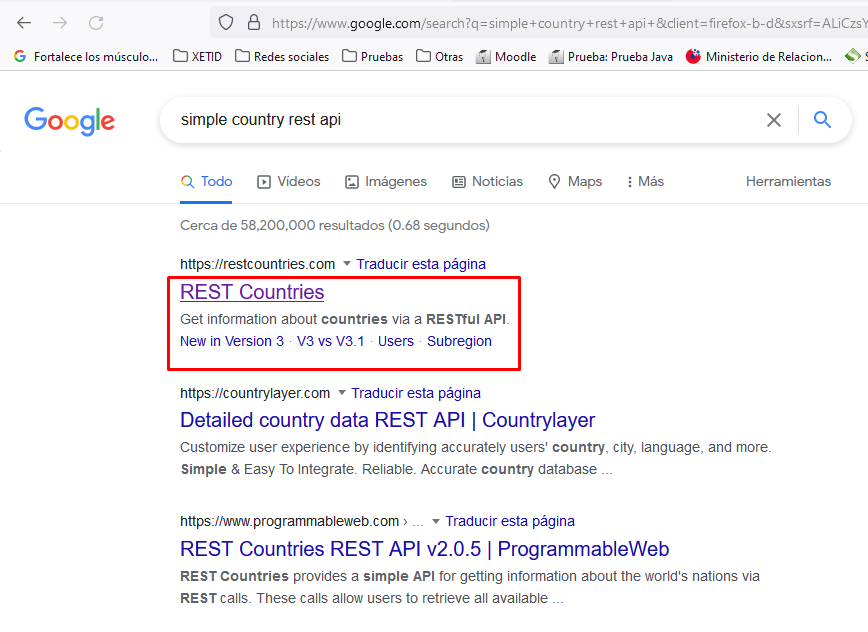 https://www.google.com/search?q=simple+country+rest+api+&client=firefox-b-d&sxsrf=ALiCzsY
Fortalece los múscolo... XETID Redes sociales Pruebas Otras Moodle Prueba: Prueba Java Ministerio de Relacion...
Google
simple country rest api
Todo Vídeos Imágenes Noticias Maps Más Herramientas
Cerca de 58,200,000 resultados (0.68 segundos)
https://restcountries.com Traducir esta página
REST Countries
Get information about countries via a RESTful API.
New in Version 3 · V3 vs V3.1 · Users · Subregion
https://countrylayer.com Traducir esta página
Detailed country data REST API | Countrylayer
Customize user experience by identifying accurately users' country, city, language, and more.
Simple & Easy To Integrate. Reliable. Accurate country database ...
https://www.programmableweb.com › ... Traducir esta página
REST Countries REST API v2.0.5 | ProgrammableWeb
REST Countries provides a simple API for getting information about the world's nations via
REST calls. These calls allow users to retrieve all available ...